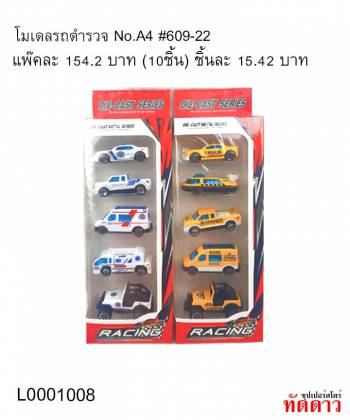 โมเดลรถตำรวจ No.A4 #609-22
แพ๊คละ 154.2 บาท (10ชิ้น) ชิ้นละ 15.42 บาท
DIE-CAST SERIES
DIE-CAST METAL SERIES
RACING
DIE-CAST SERIES
DIE-CAST METAL SERIES
TRUCK
RACING
L0001008
ซุปเปอร์สโตร์
ทัดดาว